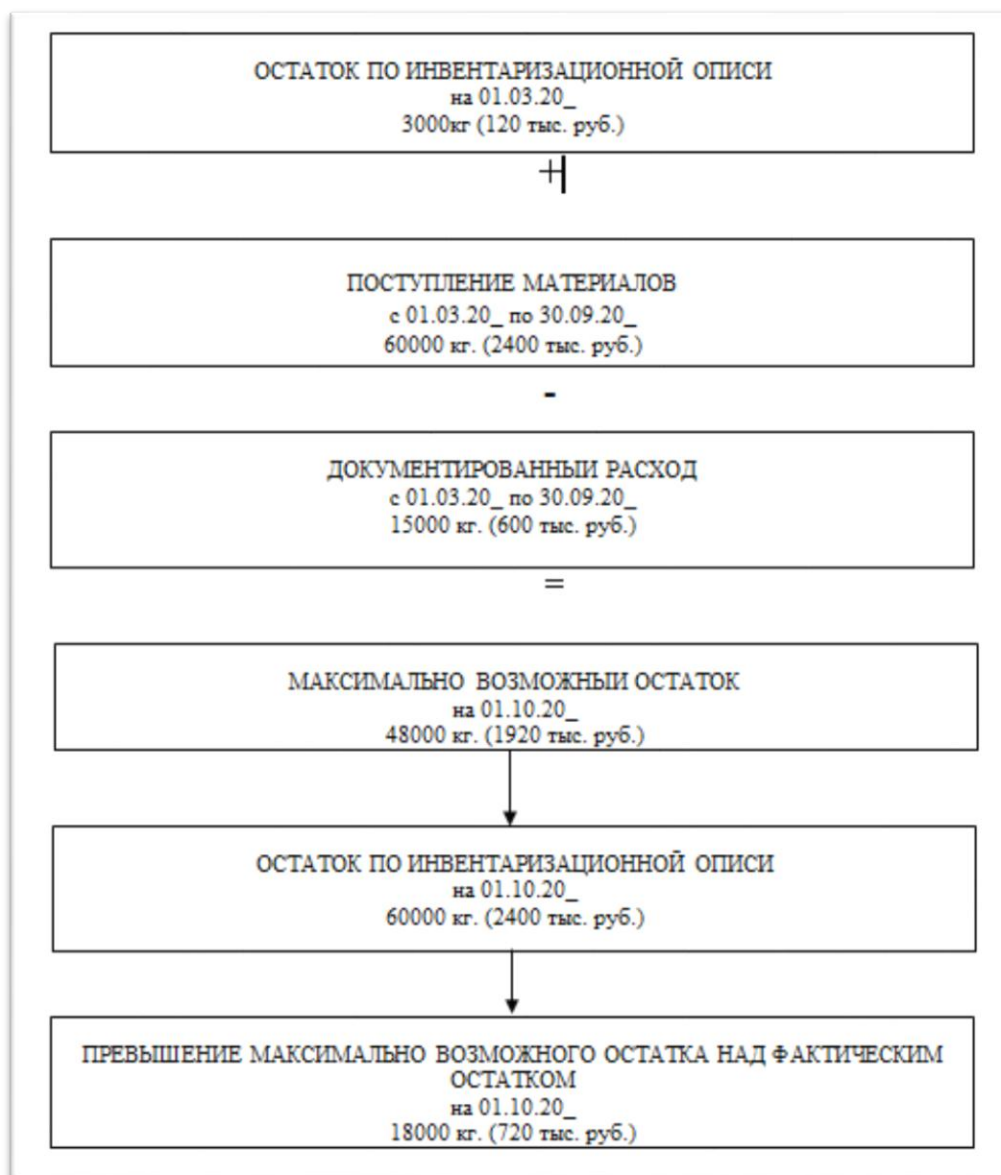 ОСТАТОК ПО ИНВЕНТАРИЗАЦИОННОЙ ОПИСИ
на 01.03.20_
3000кг (120 тыс. руб.)
+
ПОСТУПЛЕНИЕ МАТЕРИАЛОВ
с 01.03.20_ по 30.09.20_
60000 кг. (2400 тыс. руб.)
-
ДОКУМЕНТИРОВАННЫЙ РАСХОД
с 01.03.20_ по 30.09.20_
15000 кг. (600 тыс. руб.)
=
МАКСИМАЛЬНО ВОЗМОЖНЫЙ ОСТАТОК
на 01.10.20_
48000 кг. (1920 тыс. руб.)
ОСТАТОК ПО ИНВЕНТАРИЗАЦИОННОЙ ОПИСИ
на 01.10.20_
60000 кг. (2400 тыс. руб.)
ПРЕВЫШЕНИЕ МАКСИМАЛЬНО ВОЗМОЖНОГО ОСТАТКА НАД ФАКТИЧЕСКИМ
ОСТАТКОМ
на 01.10.20_
18000 кг. (720 тыс. руб.)